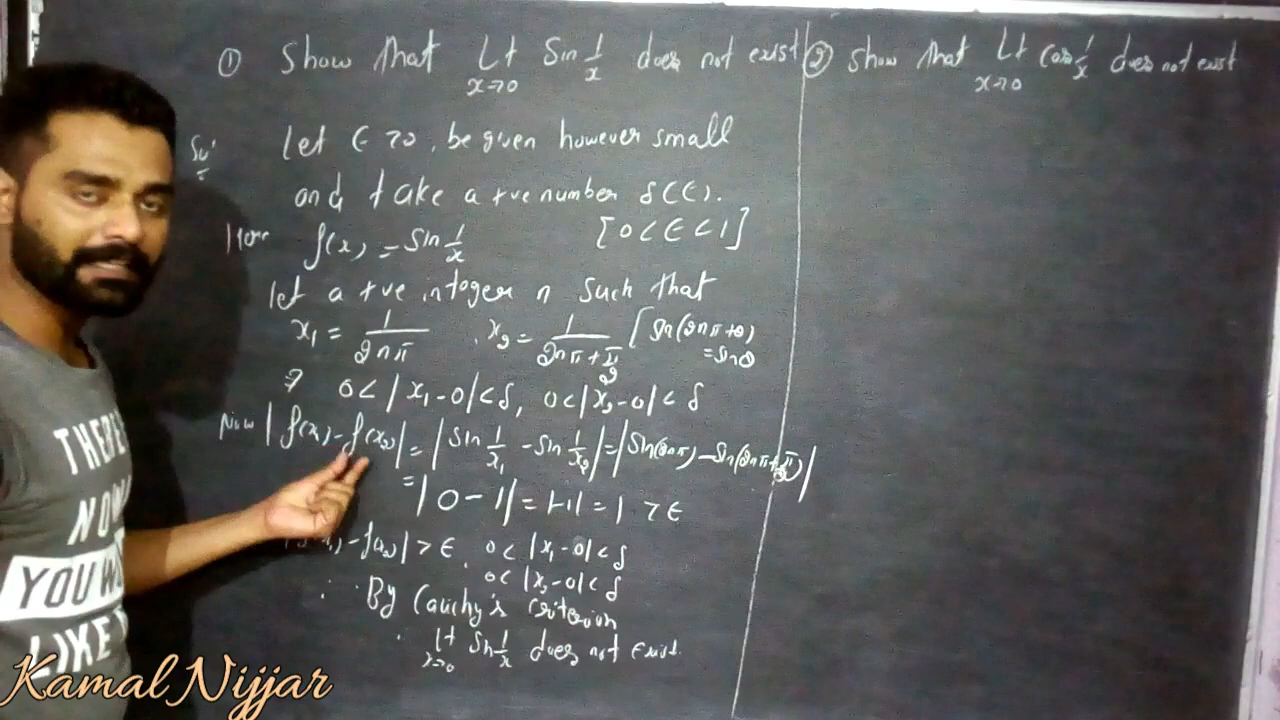 ① Show that Lt Sin 1/x does not exist
x→0
Sol:
Let ε > 0, be given however small
and take a +ve number δ(ε).
[0 < ε < 1]
Here f(x) = Sin 1/x
let a +ve integer n such that
x₁ = 1/2nπ , x₂ = 1/(2nπ + π/2) [Sin(2nπ+θ) = Sinθ
⇒ 0 < |x₁ - 0| < δ, 0 < |x₂ - 0| < δ
Now |f(x₁) - f(x₂)| = |Sin 1/x₁ - Sin 1/x₂| = |Sin(2nπ) - Sin(2nπ + π/2)|
= |0 - 1| = |-1| = 1 > ε
) - f(x₂)| > ε, 0 < |x₁ - 0| < δ
0 < |x₂ - 0| < δ
∴ By Cauchy's criterion
∴ Lt Sin 1/x does not exist.
x→0
② Show that Lt Cos 1/x does not exist
x→0
THERE
NOW
YOU WO
LIKE
Kamal Nijjar